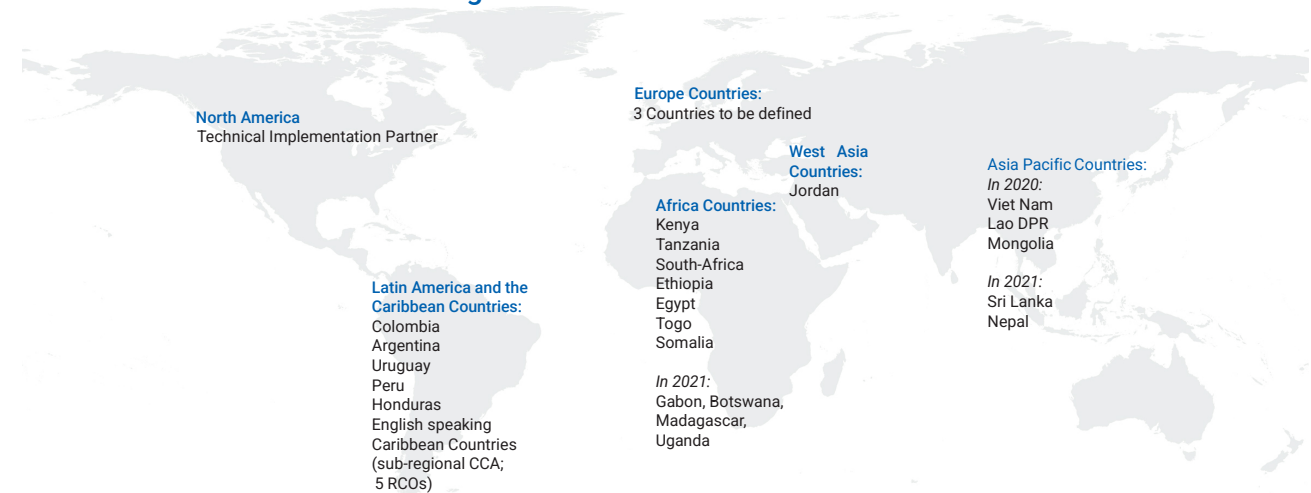 North America
Technical Implementation Partner
Europe Countries:
3 Countries to be defined
West Asia
Countries:
Jordan
Asia Pacific Countries:
In 2020:
Viet Nam
Lao DPR
Mongolia
In 2021:
Sri Lanka
Nepal
Africa Countries:
Kenya
Tanzania
South-Africa
Ethiopia
Egypt
Togo
Somalia
In 2021:
Gabon, Botswana,
Madagascar,
Uganda
Latin America and the
Caribbean Countries:
Colombia
Argentina
Uruguay
Peru
Honduras
English speaking
Caribbean Countries
(sub-regional CCA;
5 RCOs)